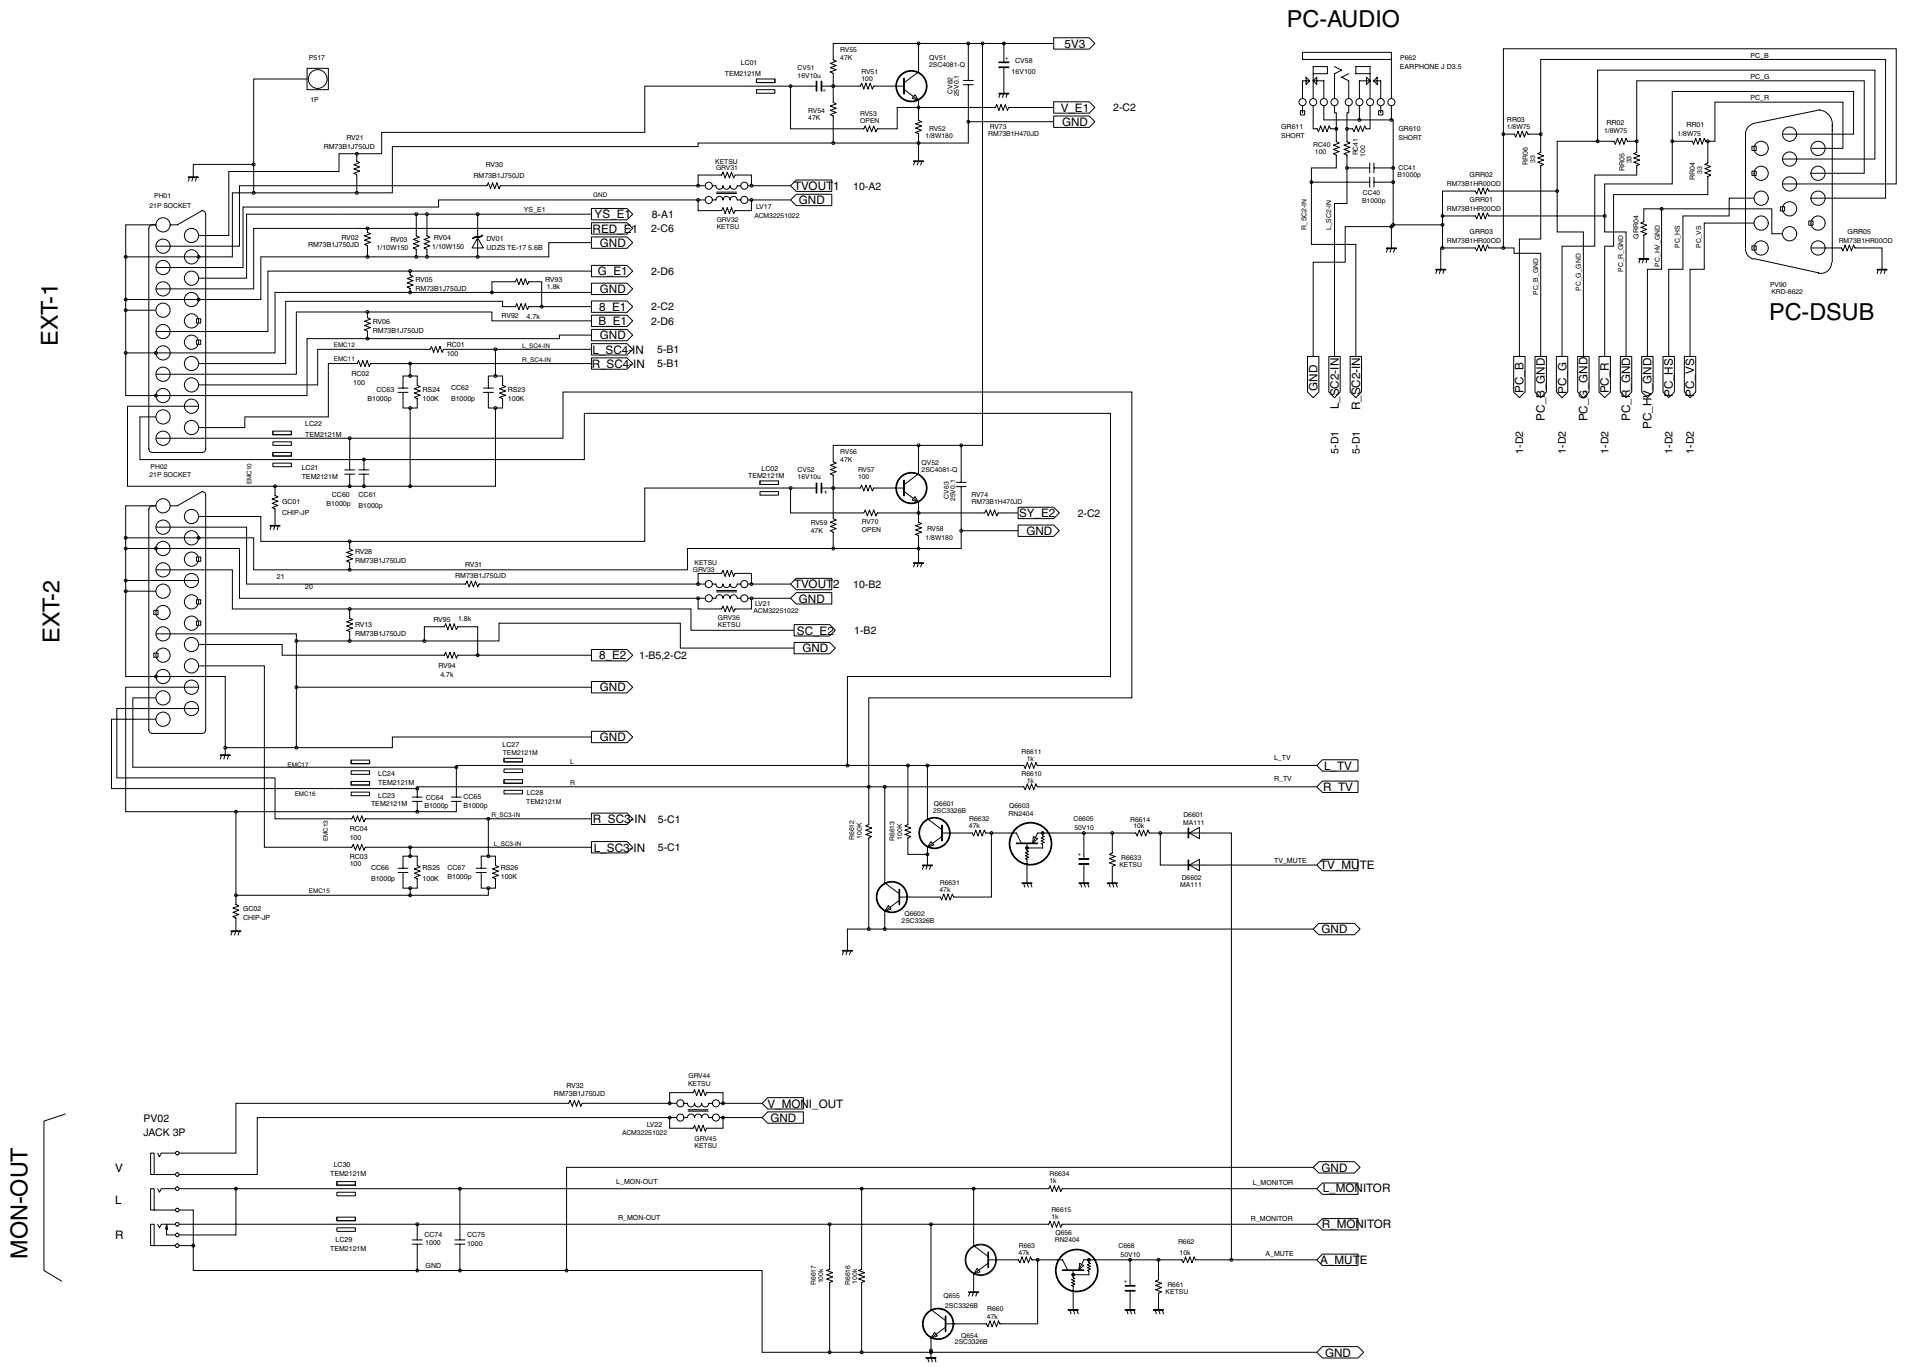 PC-AUDIO
P517
1P
LC01
TEM2121M
CV51
16V10u
RV55
47K
RV51
100
QV51
2SC4081-Q
CV62
25V0.1
CV58
16V100
5V3
RV54
47K
RV53
OPEN
RV52
1/8W180
RV73
RM73B1H470JD
V_E1
2-C2
GND
P662
EARPHONE J D3.5
GR611
SHORT
GR610
SHORT
RC40
100
RC41
100
CC41
B1000p
CC40
B1000p
R_SC2-IN
L_SC2-IN
GND
L_SC2-IN
R_SC2-IN
5-D1
5-D1
PC_B
PC_G
PC_R
RR03
1/8W75
RR02
1/8W75
RR01
1/8W75
RR06
33
RR05
33
RR04
33
GRR02
RM73B1HR00OD
GRR01
RM73B1HR00OD
GRR03
RM73B1HR00OD
GRR04
GRR05
RM73B1HR00OD
PC_B_GND
PC_G_GND
PC_R_GND
PC_HV_GND
PC_HS
PC_VS
PV90
KRD-8622
PC-DSUB
PC_B
PC_B_GND
PC_G
PC_G_GND
PC_R
PC_R_GND
PC_HV_GND
PC_HS
PC_VS
1-D2
1-D2
1-D2
1-D2
1-D2
EXT-1
RV21
RM73B1J750JD
PH01
21P SOCKET
RV30
RM73B1J750JD
KETSU
GRV31
TVOUT1
10-A2
GND
GND
LV17
ACM32251022
GRV32
KETSU
YS_E1
YS_E1
8-A1
RED_E1
2-C6
GND
RV02
RM73B1J750JD
RV03
1/10W150
RV04
1/10W150
DV01
UDZS TE-17 5.6B
G_E1
2-D6
GND
RV05
RM73B1J750JD
RV93
1.8k
8_E1
2-C2
RV92
4.7k
B_E1
2-D6
GND
RV06
RM73B1J750JD
EMC12
RC01
100
L_SC4-IN
L_SC4-IN
5-B1
EMC11
RC02
100
R_SC4-IN
R_SC4-IN
5-B1
CC63
B1000p
RS24
100K
CC62
B1000p
RS23
100K
LC22
TEM2121M
LC21
TEM2121M
EMC10
GC01
CHIP-JP
CC60
B1000p
CC61
B1000p
EXT-2
PH02
21P SOCKET
LC02
TEM2121M
CV52
16V10u
RV56
47K
RV57
100
QV52
2SC4081-Q
CV63
25V0.1
RV74
RM73B1H470JD
SY_E2
2-C2
GND
RV59
47K
RV70
OPEN
RV58
1/8W180
RV28
RM73B1J750JD
21
20
RV31
RM73B1J750JD
KETSU
GRV33
TVOUT2
10-B2
GND
LV21
ACM32251022
GRV36
KETSU
RV13
RM73B1J750JD
RV95
1.8k
SC_E2
1-B2
GND
RV94
4.7k
8_E2
1-B5,2-C2
GND
GND
EMC17
LC24
TEM2121M
EMC16
LC23
TEM2121M
CC64
B1000p
CC65
B1000p
LC27
TEM2121M
LC28
TEM2121M
L
R
EMC13
RC04
100
R_SC3-IN
R_SC3-IN
5-C1
RC03
100
L_SC3-IN
L_SC3-IN
5-C1
CC66
B1000p
RS25
100K
CC67
B1000p
RS26
100K
EMC15
GC02
CHIP-JP
R6611
1k
L_TV
L_TV
R6610
1k
R_TV
R_TV
R6612
100K
R6613
100K
Q6601
2SC3326B
R6632
47k
Q6603
RN2404
C6605
50V10
R6614
10k
D6601
MA111
R6633
KETSU
D6602
MA111
TV_MUTE
TV_MUTE
R6631
47k
Q6602
2SC3326B
GND
MON-OUT
PV02
JACK 3P
V
L
R
RV32
RM73B1J750JD
GRV44
KETSU
V_MONI_OUT
GND
LV22
ACM32251022
GRV45
KETSU
LC30
TEM2121M
LC29
TEM2121M
L_MON-OUT
R_MON-OUT
CC74
1000
CC75
1000
GND
GND
R6634
1k
L_MONITOR
L_MONITOR
R6615
1k
R_MONITOR
R_MONITOR
R6617
100k
R6616
100k
R663
47k
Q656
RN2404
C668
50V10
R662
10k
A_MUTE
A_MUTE
R661
KETSU
Q655
2SC3326B
R660
47k
Q654
2SC3326B
GND